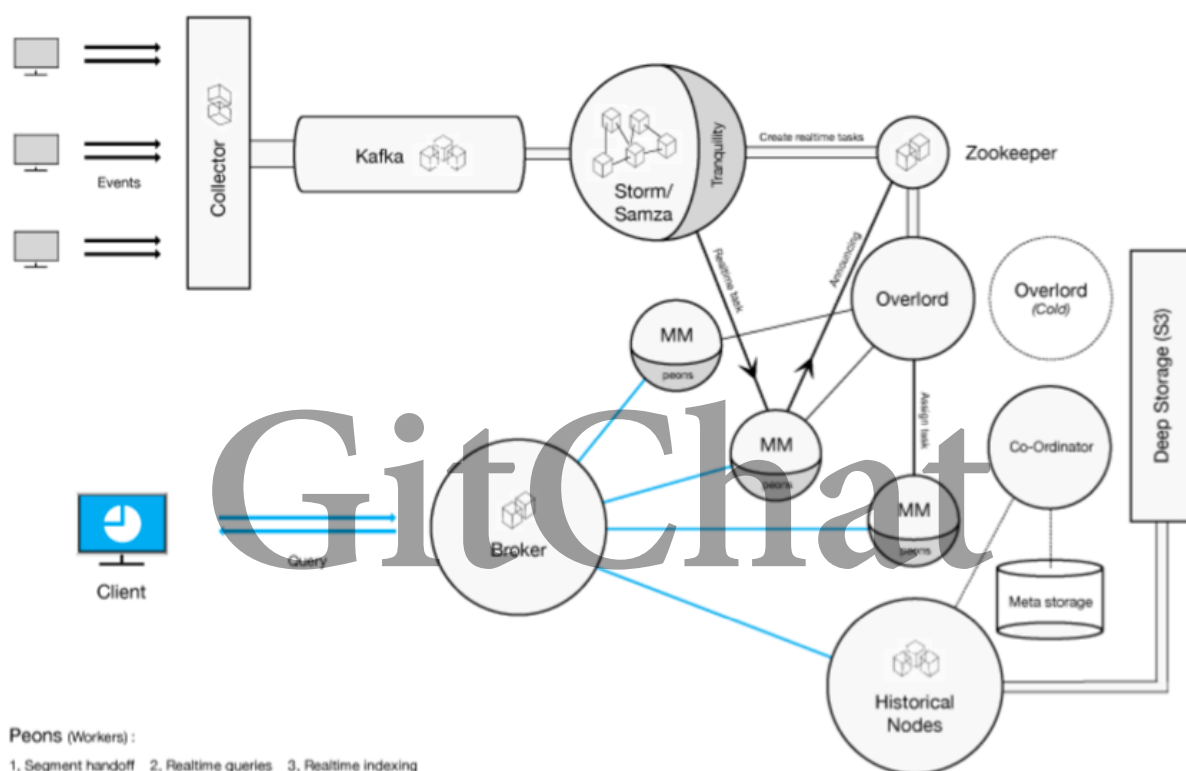 Events
Collector
Kafka
Storm/
Samza
Tranquility
Create realtime tasks
Zookeeper
Realtime task
Announcing
Overlord
Overlord
(Cold)
Deep Storage (S3)
MM
peons
MM
peons
Assign task
Co-Ordinator
MM
peons
GitChat
Client
Query
Broker
Meta storage
Historical
Nodes
Peons (Workers) :
1. Segment handoff 2. Realtime queries 3. Realtime indexing